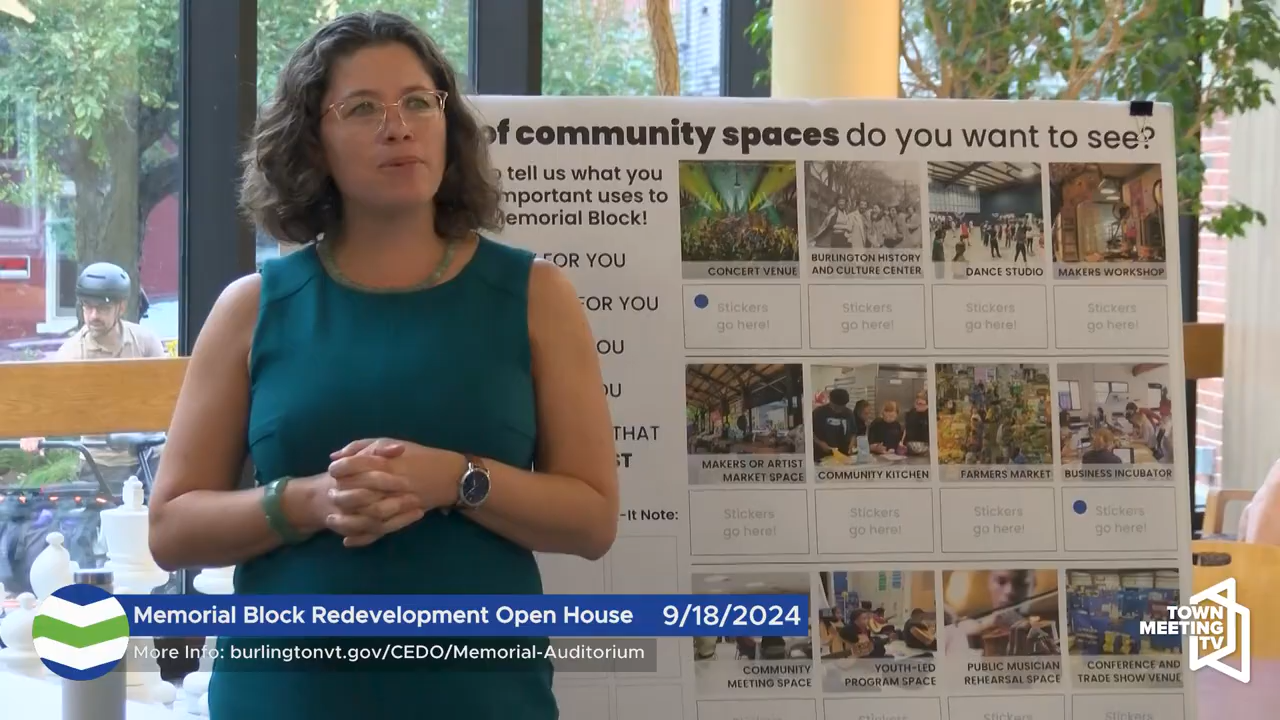 of community spaces do you want to see?
tell us what you
important uses to
Memorial Block!
FOR YOU
FOR YOU
THAT
-It Note:
CONCERT VENUE
BURLINGTON HISTORY
AND CULTURE CENTER
DANCE STUDIO
MAKERS WORKSHOP
Stickers
go here!
Stickers
go here!
Stickers
go here!
Stickers
go here!
MAKERS OR ARTIST
MARKET SPACE
COMMUNITY KITCHEN
FARMERS MARKET
BUSINESS INCUBATOR
Stickers
go here!
Stickers
go here!
Stickers
go here!
Stickers
go here!
COMMUNITY
MEETING SPACE
YOUTH-LED
PROGRAM SPACE
PUBLIC MUSICIAN
REHEARSAL SPACE
CONFERENCE AND
TRADE SHOW VENUE
Stickers
Stickers
Stickers
Memorial Block Redevelopment Open House 9/18/2024
More Info: burlingtonvt.gov/CEDO/Memorial-Auditorium
TOWN
MEETING
TV